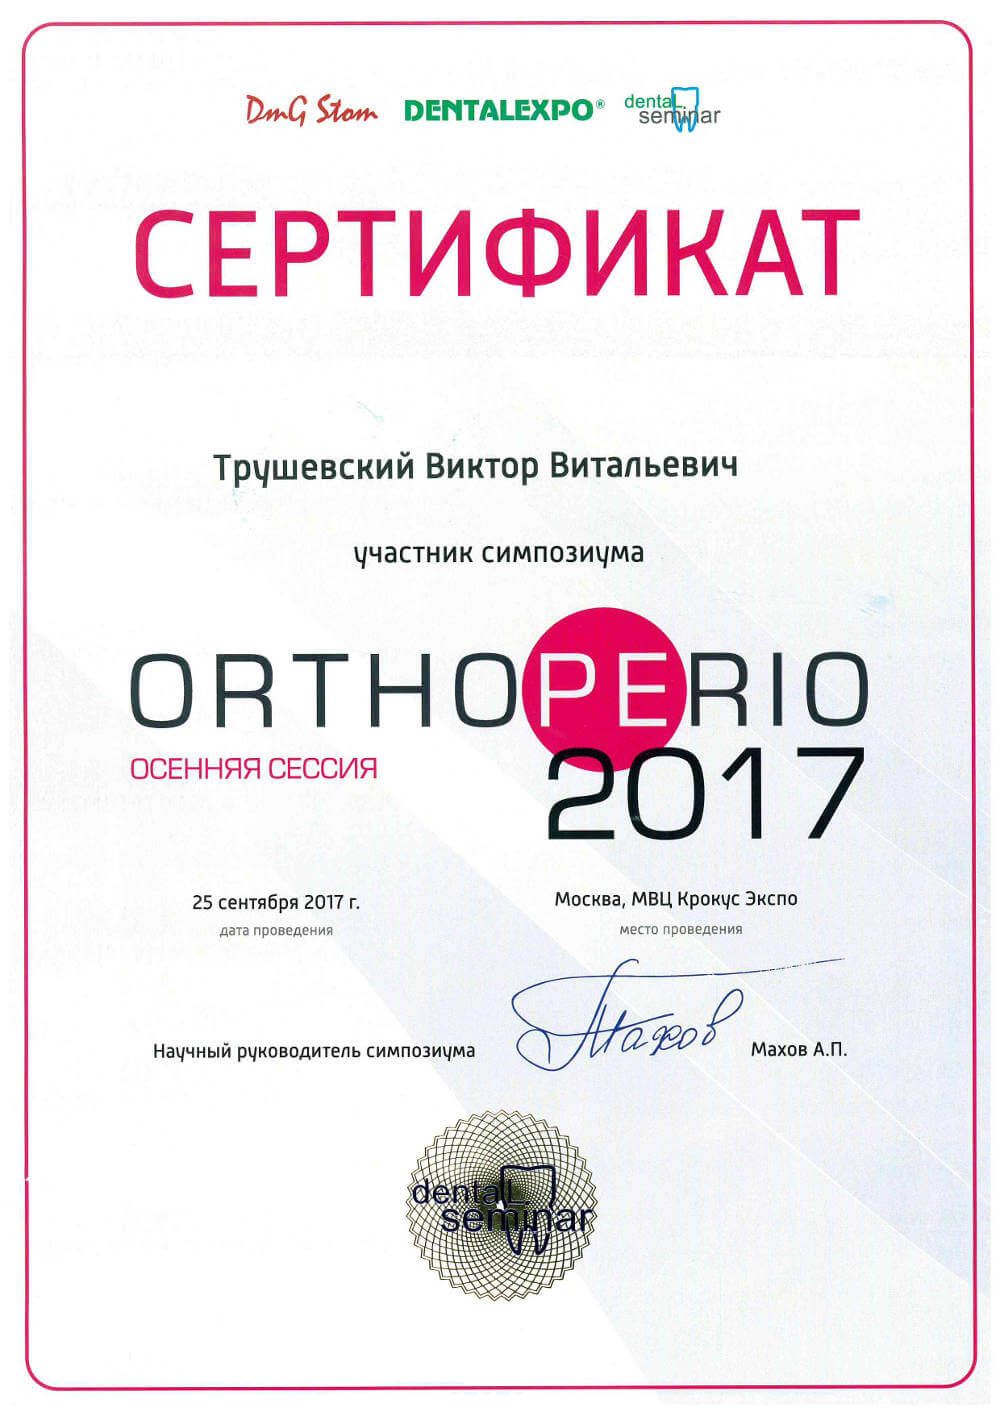 DmG Stom DENTALEXPO® dental seminar
СЕРТИФИКАТ
Трушевский Виктор Витальевич
участник симпозиума
ORTHOPERIO
ОСЕННЯЯ СЕССИЯ
2017
25 сентября 2017 г. Москва, МВЦ Крокус Экспо
дата проведения место проведения
Научный руководитель симпозиума Махов Махов А.П.
dental
seminar